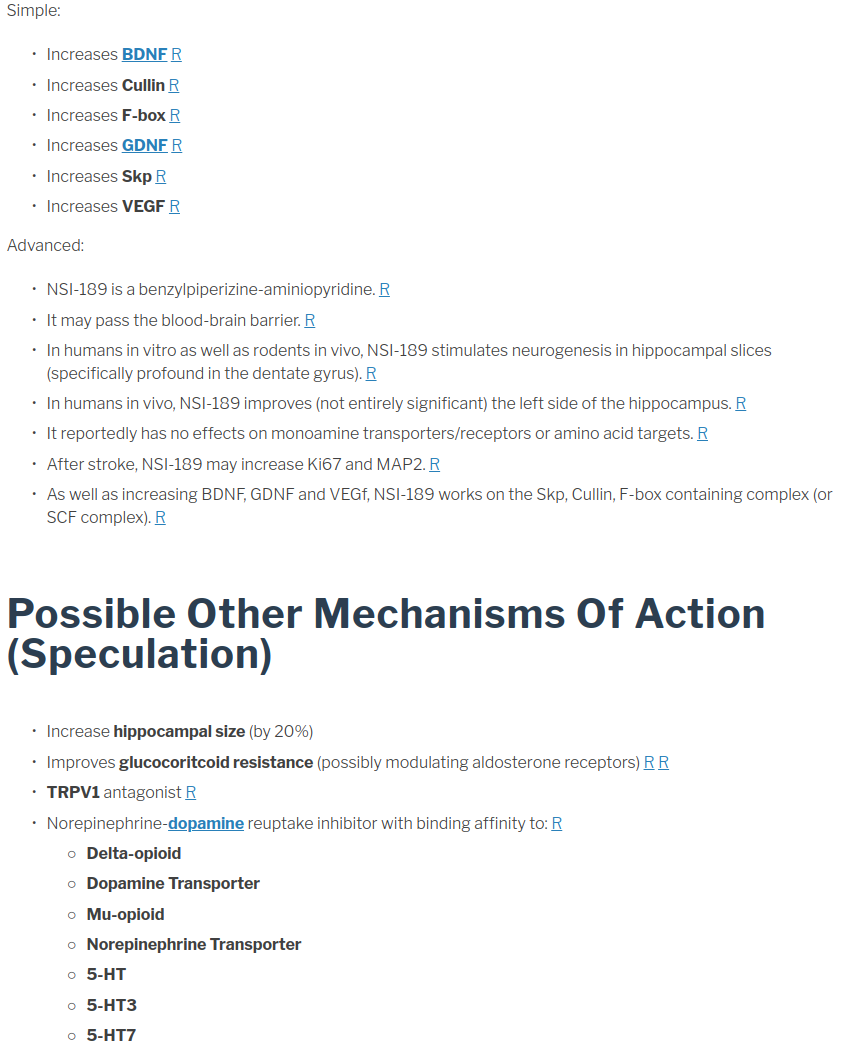 Simple:
• Increases BDNF R
• Increases Cullin R
• Increases F-box R
• Increases GDNF R
• Increases Skp R
• Increases VEGF R
Advanced:
• NSI-189 is a benzylpiperizine-aminiopyridine. R
• It may pass the blood-brain barrier. R
• In humans in vitro as well as rodents in vivo, NSI-189 stimulates neurogenesis in hippocampal slices
(specifically profound in the dentate gyrus). R
• In humans in vivo, NSI-189 improves (not entirely significant) the left side of the hippocampus. R
• It reportedly has no effects on monoamine transporters/receptors or amino acid targets. R
• After stroke, NSI-189 may increase Ki67 and MAP2. R
• As well as increasing BDNF, GDNF and VEGf, NSI-189 works on the Skp, Cullin, F-box containing complex (or
SCF complex). R
Possible Other Mechanisms Of Action
(Speculation)
• Increase hippocampal size (by 20%)
• Improves glucocoritcoid resistance (possibly modulating aldosterone receptors) R R
• TRPV1 antagonist R
• Norepinephrine-dopamine reuptake inhibitor with binding affinity to: R
○ Delta-opioid
○ Dopamine Transporter
○ Mu-opioid
○ Norepinephrine Transporter
○ 5-HT
○ 5-HT3
○ 5-HT7